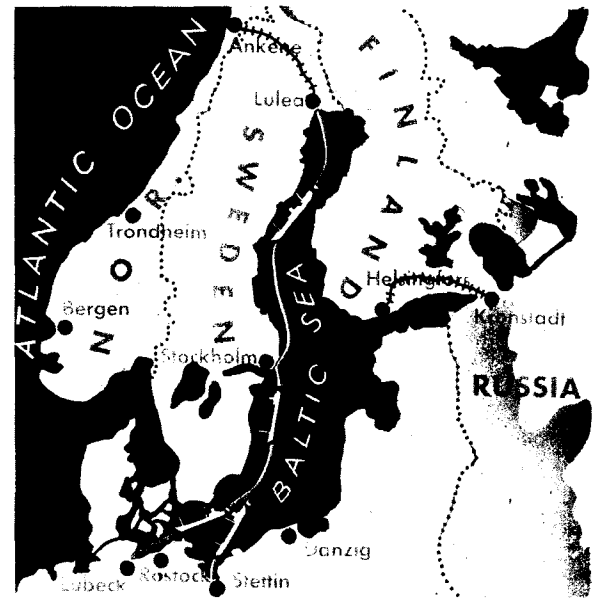 ATLANTIC OCEAN
Ankene
FINLAND
Lulea
SWEDEN
NOR.
Trondheim
Helsingfors
Bergen
Kronstadt
Stockholm
BALTIC SEA
RUSSIA
Danzig
Lubeck
Rostock
Stettin